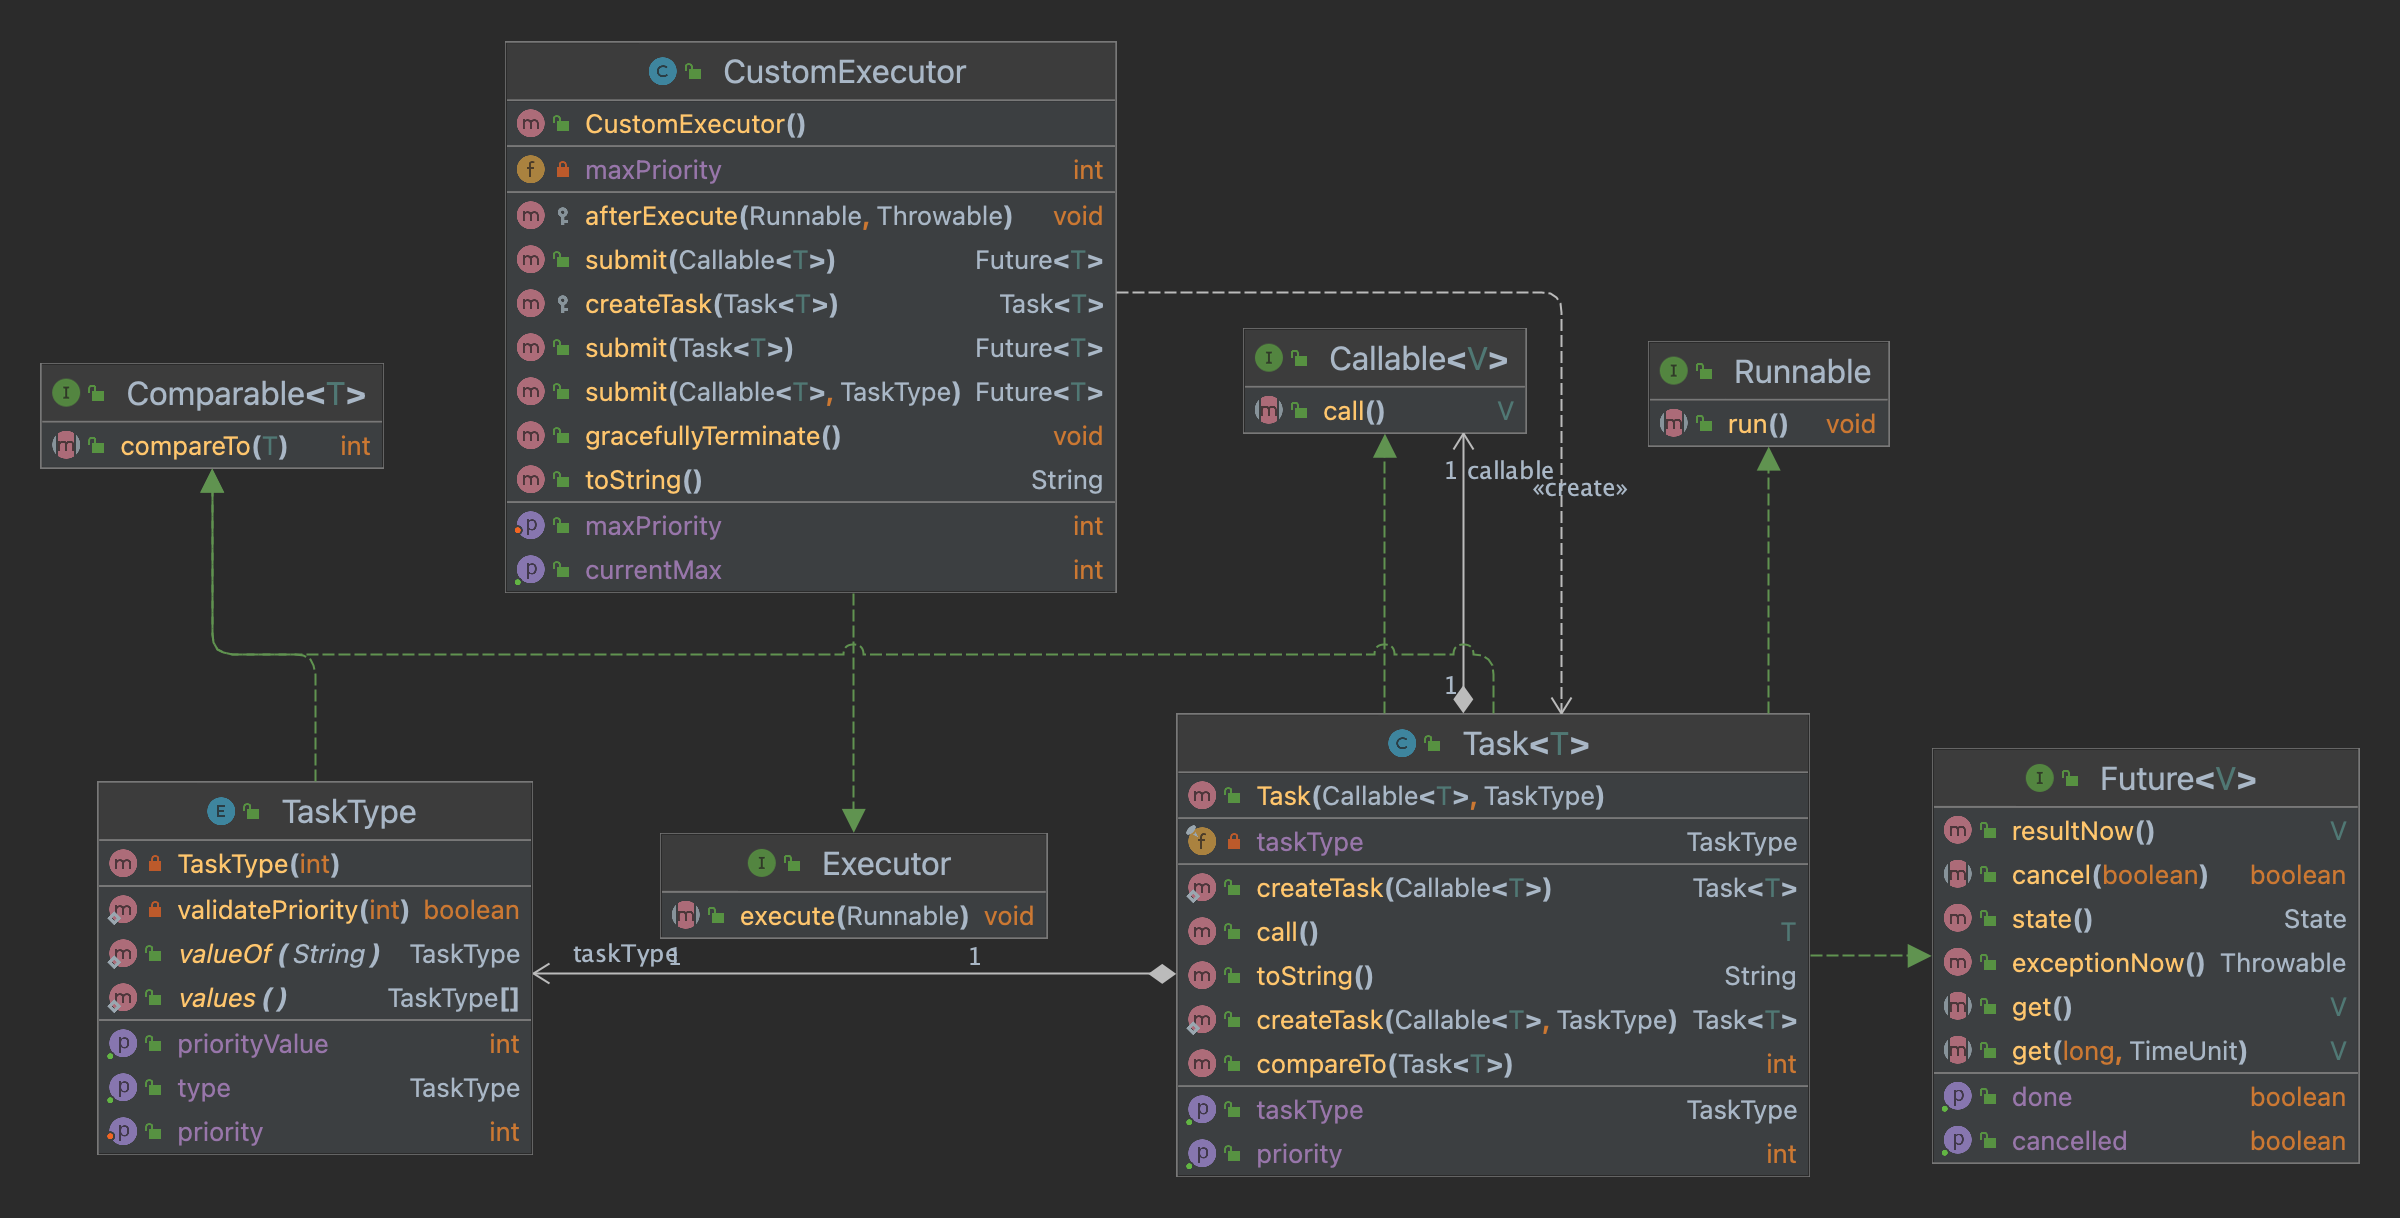 CustomExecutor
CustomExecutor()
maxPriority int
afterExecute(Runnable, Throwable) void
submit(Callable<T>) Future<T>
createTask(Task<T>) Task<T>
submit(Task<T>) Future<T>
submit(Callable<T>, TaskType) Future<T>
gracefullyTerminate() void
toString() String
maxPriority int
currentMax int
Comparable<T>
compareTo(T) int
Callable<V>
call() V
Runnable
run() void
1 callable
«create»
1
TaskType
TaskType(int)
validatePriority(int) boolean
valueOf(String) TaskType
values() TaskType[]
priorityValue int
type TaskType
priority int
Executor
execute(Runnable) void
taskType 1
1
Task<T>
Task(Callable<T>, TaskType)
taskType TaskType
createTask(Callable<T>) Task<T>
call() T
toString() String
createTask(Callable<T>, TaskType) Task<T>
compareTo(Task<T>) int
taskType TaskType
priority int
Future<V>
resultNow() V
cancel(boolean) boolean
state() State
exceptionNow() Throwable
get() V
get(long, TimeUnit) V
done boolean
cancelled boolean